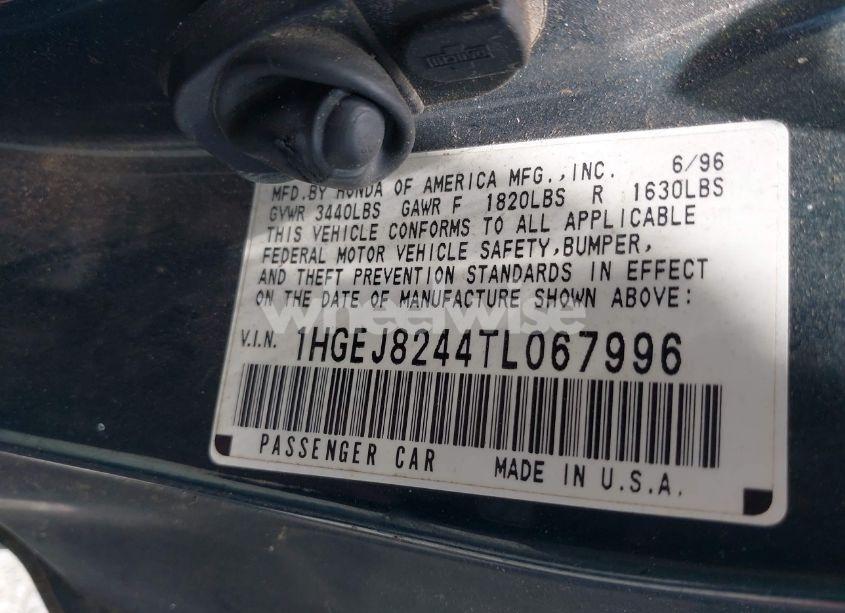 6/96
MFD.BY HONDA OF AMERICA MFG.,INC.
GVWR 3440LBS GAWR F 1820LBS R 1630LBS
THIS VEHICLE CONFORMS TO ALL APPLICABLE
FEDERAL MOTOR VEHICLE SAFETY,BUMPER,
AND THEFT PREVENTION STANDARDS IN EFFECT
ON THE DATE OF MANUFACTURE SHOWN ABOVE:
wheelwise
V.I.N. 1HGEJ8244TL067996
PASSENGER CAR MADE IN U.S.A.